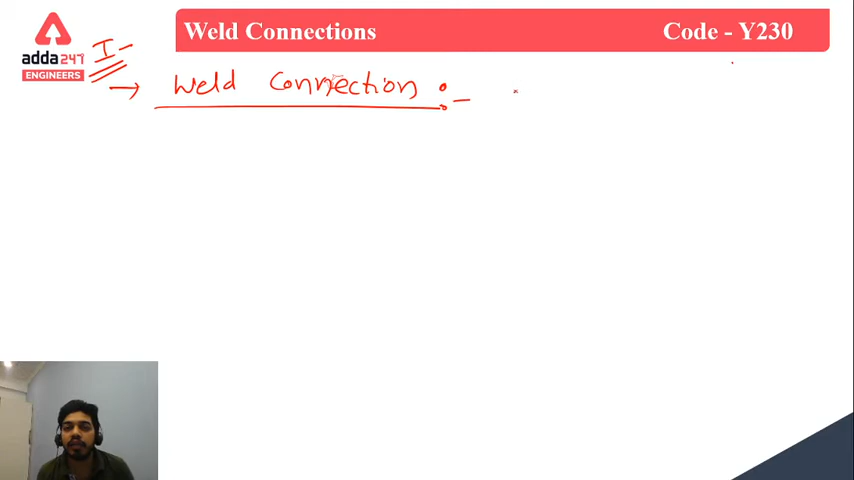 Weld Connections
Code - Y230
adda247
ENGINEERS
I -
→ Weld Connection :-